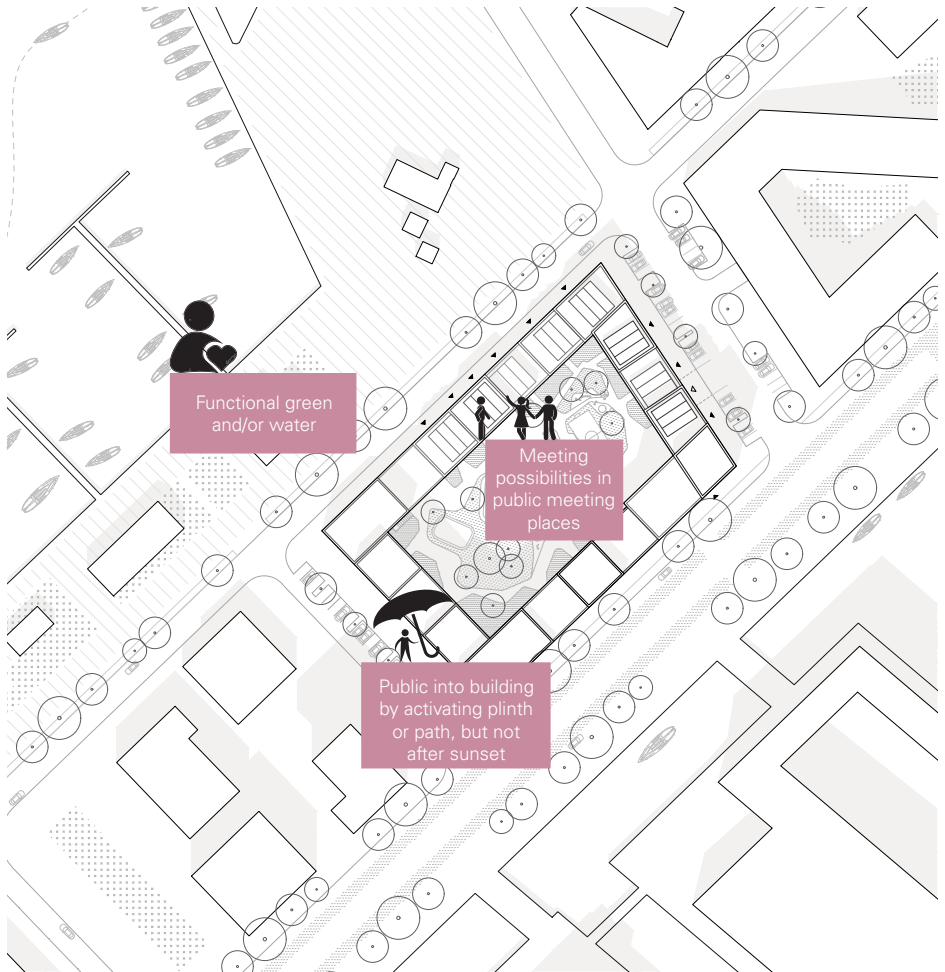 Functional green
and/or water
Meeting
possibilities in
public meeting
places
Public into building
by activating plinth
or path, but not
after sunset